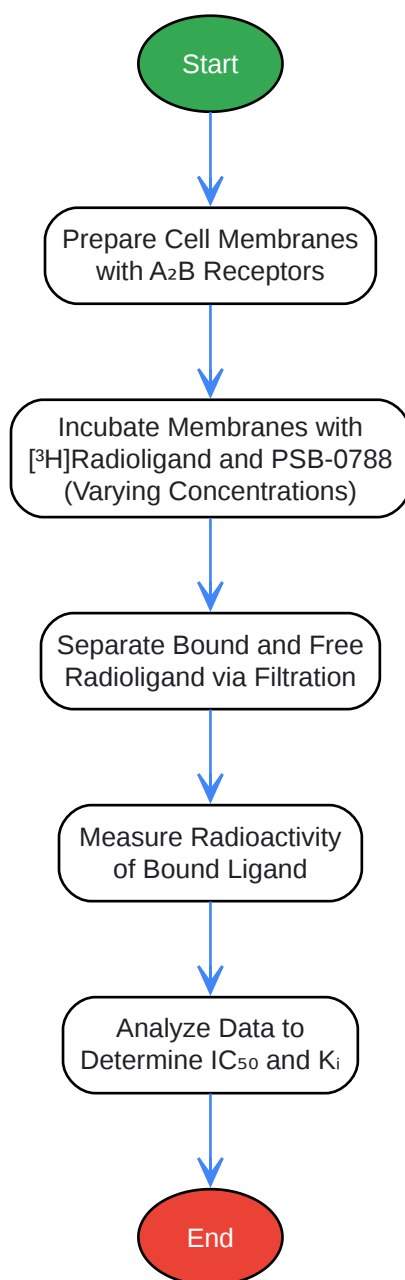 Start
Prepare Cell Membranes
with A₂B Receptors
Incubate Membranes with
[³H]Radioligand and PSB-0788
(Varying Concentrations)
Separate Bound and Free
Radioligand via Filtration
Measure Radioactivity
of Bound Ligand
Analyze Data to
Determine IC₅₀ and Kᵢ
End